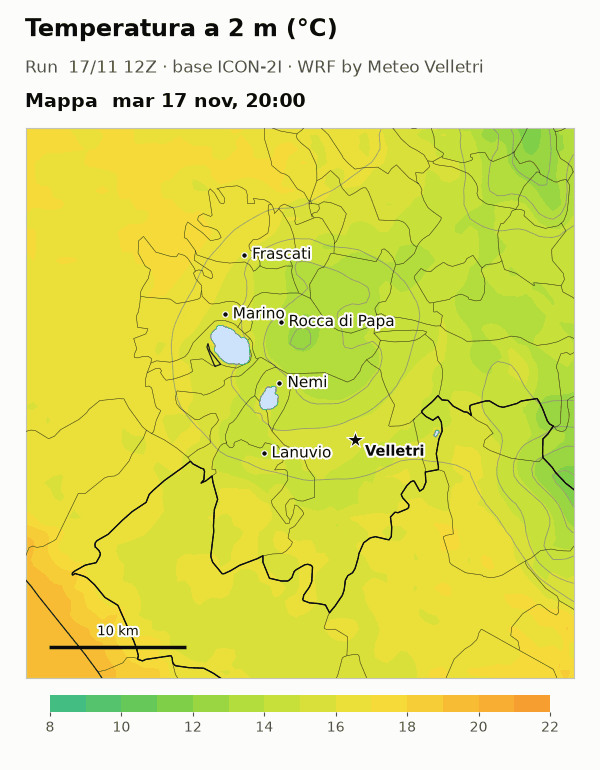 Temperatura a 2 m (°C)
Run  17/11 12Z · base ICON-2I · WRF by Meteo Velletri
Mappa  mar 17 nov, 20:00
Frascati
Marino
Rocca di Papa
Nemi
Velletri
Lanuvio
10 km
8 10 12 14 16 18 20 22